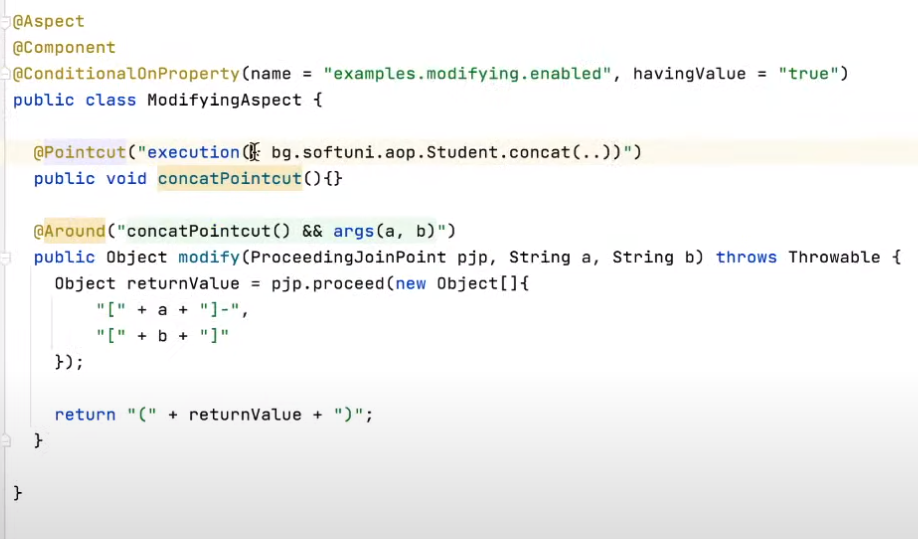 @Aspect
@Component
@ConditionalOnProperty(name = "examples.modifying.enabled", havingValue = "true")
public class ModifyingAspect {
@Pointcut("execution( bg.softuni.aop.Student.concat(..))")
public void concatPointcut(){}
@Around("concatPointcut() && args(a, b)")
public Object modify(ProceedingJoinPoint pjp, String a, String b) throws Throwable {
Object returnValue = pjp.proceed(new Object[]{
"[" + a + "]-",
"[" + b + "]"
});
return "(" + returnValue + ")";
}
}